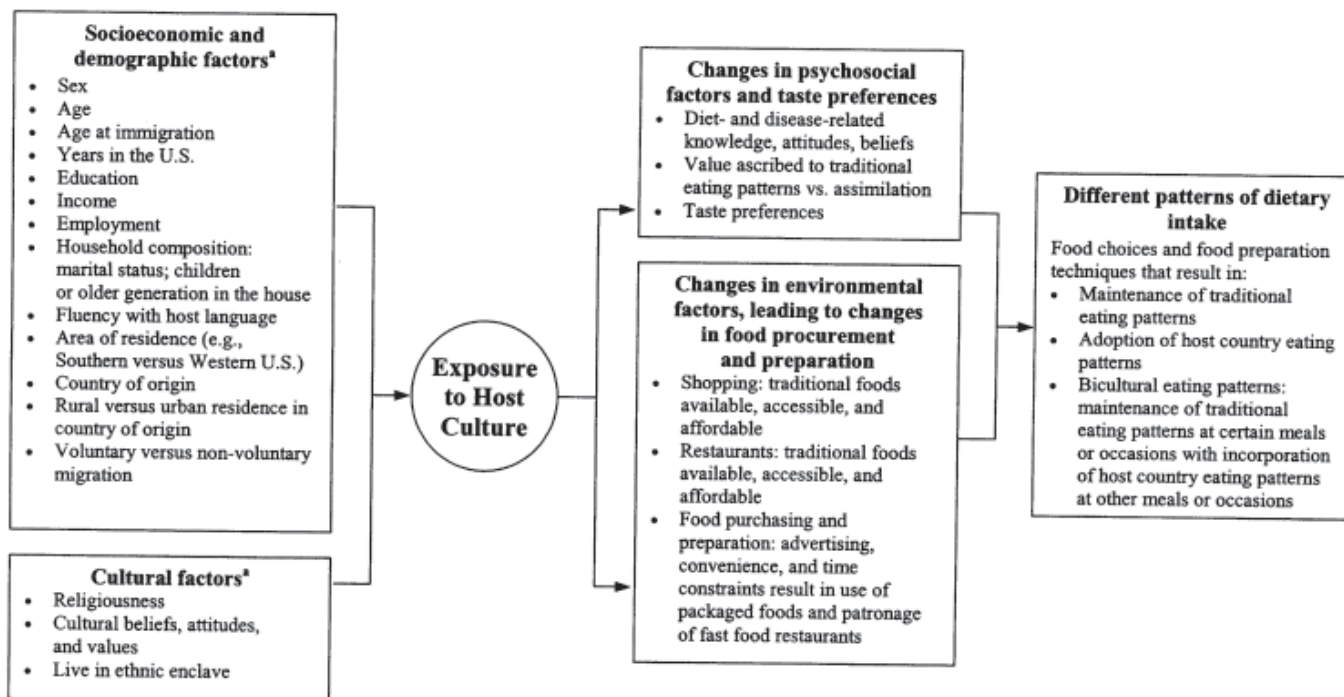 Socioeconomic and
demographic factorsª
• Sex
• Age
• Age at immigration
• Years in the U.S.
• Education
• Income
• Employment
• Household composition:
marital status; children
or older generation in the house
• Fluency with host language
• Area of residence (e.g.,
Southern versus Western U.S.)
• Country of origin
• Rural versus urban residence in
country of origin
• Voluntary versus non-voluntary
migration
Cultural factorsª
• Religiousness
• Cultural beliefs, attitudes,
and values
• Live in ethnic enclave
Exposure
to Host
Culture
Changes in psychosocial
factors and taste preferences
• Diet- and disease-related
knowledge, attitudes, beliefs
• Value ascribed to traditional
eating patterns vs. assimilation
• Taste preferences
Changes in environmental
factors, leading to changes
in food procurement
and preparation
• Shopping: traditional foods
available, accessible, and
affordable
• Restaurants: traditional foods
available, accessible, and
affordable
• Food purchasing and
preparation: advertising,
convenience, and time
constraints result in use of
packaged foods and patronage
of fast food restaurants
Different patterns of dietary
intake
Food choices and food preparation
techniques that result in:
• Maintenance of traditional
eating patterns
• Adoption of host country eating
patterns
• Bicultural eating patterns:
maintenance of traditional
eating patterns at certain meals
or occasions with incorporation
of host country eating patterns
at other meals or occasions